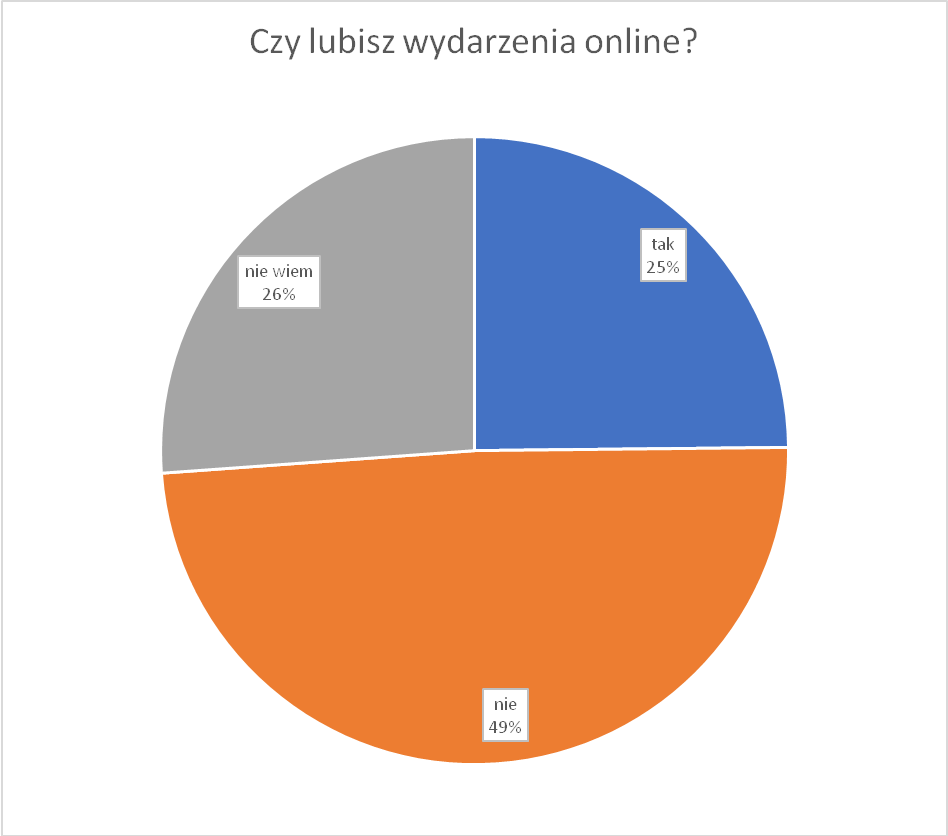 Czy lubisz wydarzenia online?
tak
25%
nie wiem
26%
nie
49%